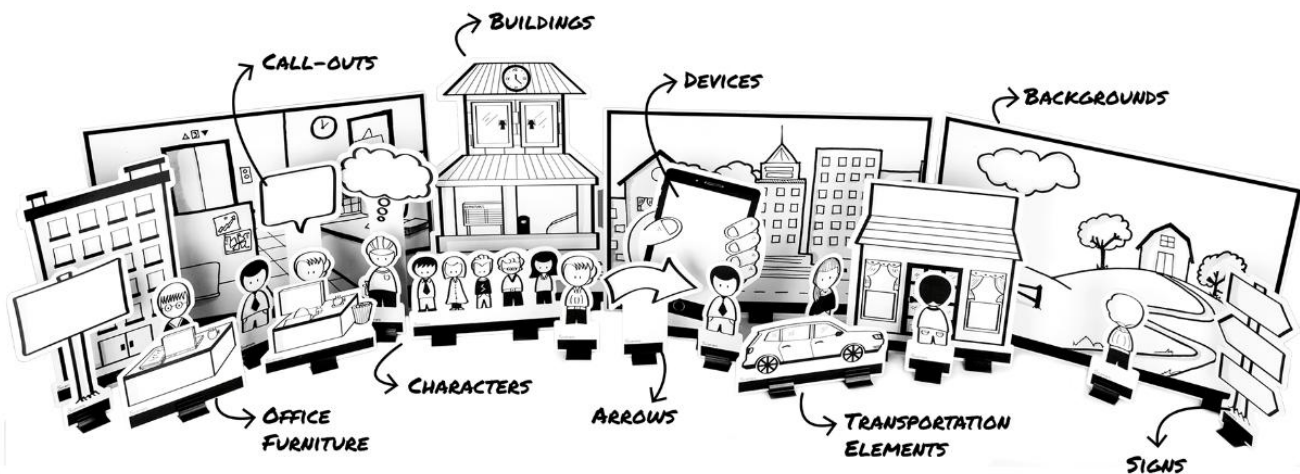 BUILDINGS
CALL-OUTS
DEVICES
BACKGROUNDS
CHARACTERS
OFFICE
FURNITURE
ARROWS
TRANSPORTATION
ELEMENTS
SIGNS